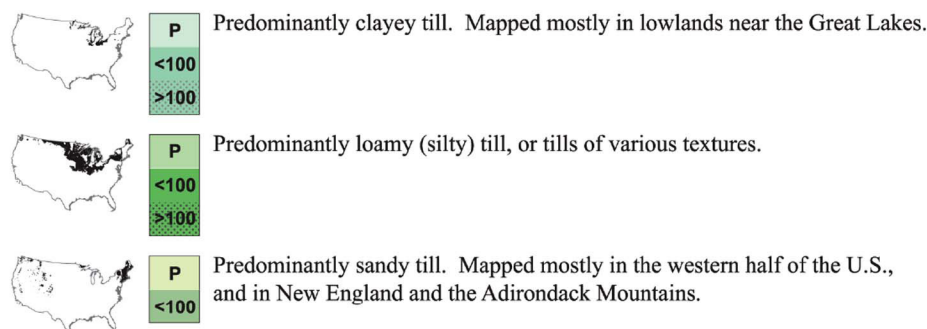 P
Predominantly clayey till. Mapped mostly in lowlands near the Great Lakes.
<100
>100
P
Predominantly loamy (silty) till, or tills of various textures.
<100
>100
P
Predominantly sandy till. Mapped mostly in the western half of the U.S.,
and in New England and the Adirondack Mountains.
<100